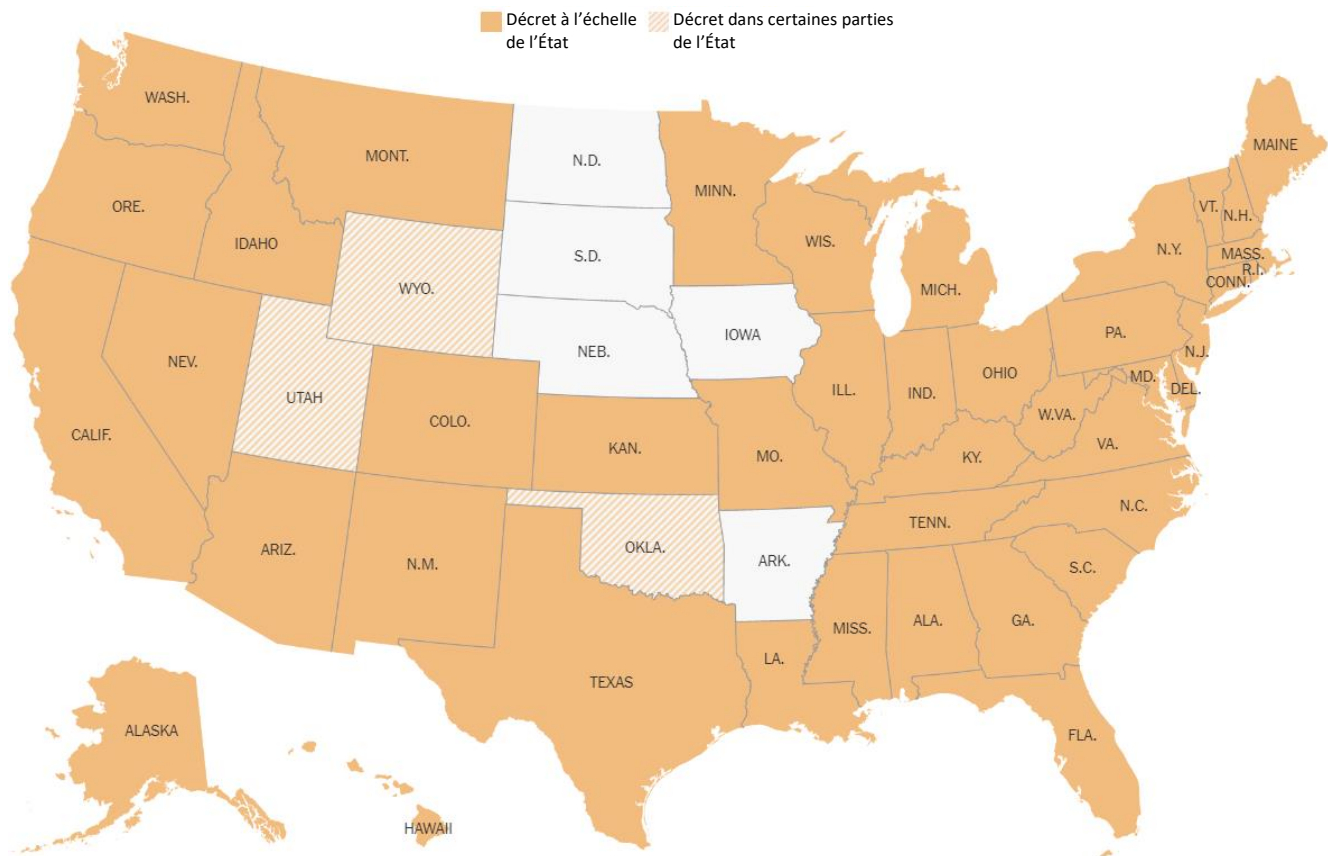 Décret à l’échelle
de l’État
Décret dans certaines parties
de l’État
WASH.
MONT.
N.D.
MINN.
MAINE
ORE.
IDAHO
S.D.
WIS.
VT.
N.H.
N.Y.
MASS.
R.I.
CONN.
WYO.
MICH.
IOWA
NEB.
PA.
N.J.
NEV.
UTAH
COLO.
ILL.
IND.
OHIO
MD.
DEL.
W.VA.
VA.
CALIF.
KAN.
MO.
KY.
N.C.
TENN.
ARIZ.
N.M.
OKLA.
ARK.
S.C.
MISS.
ALA.
GA.
LA.
TEXAS
ALASKA
FLA.
HAWAII